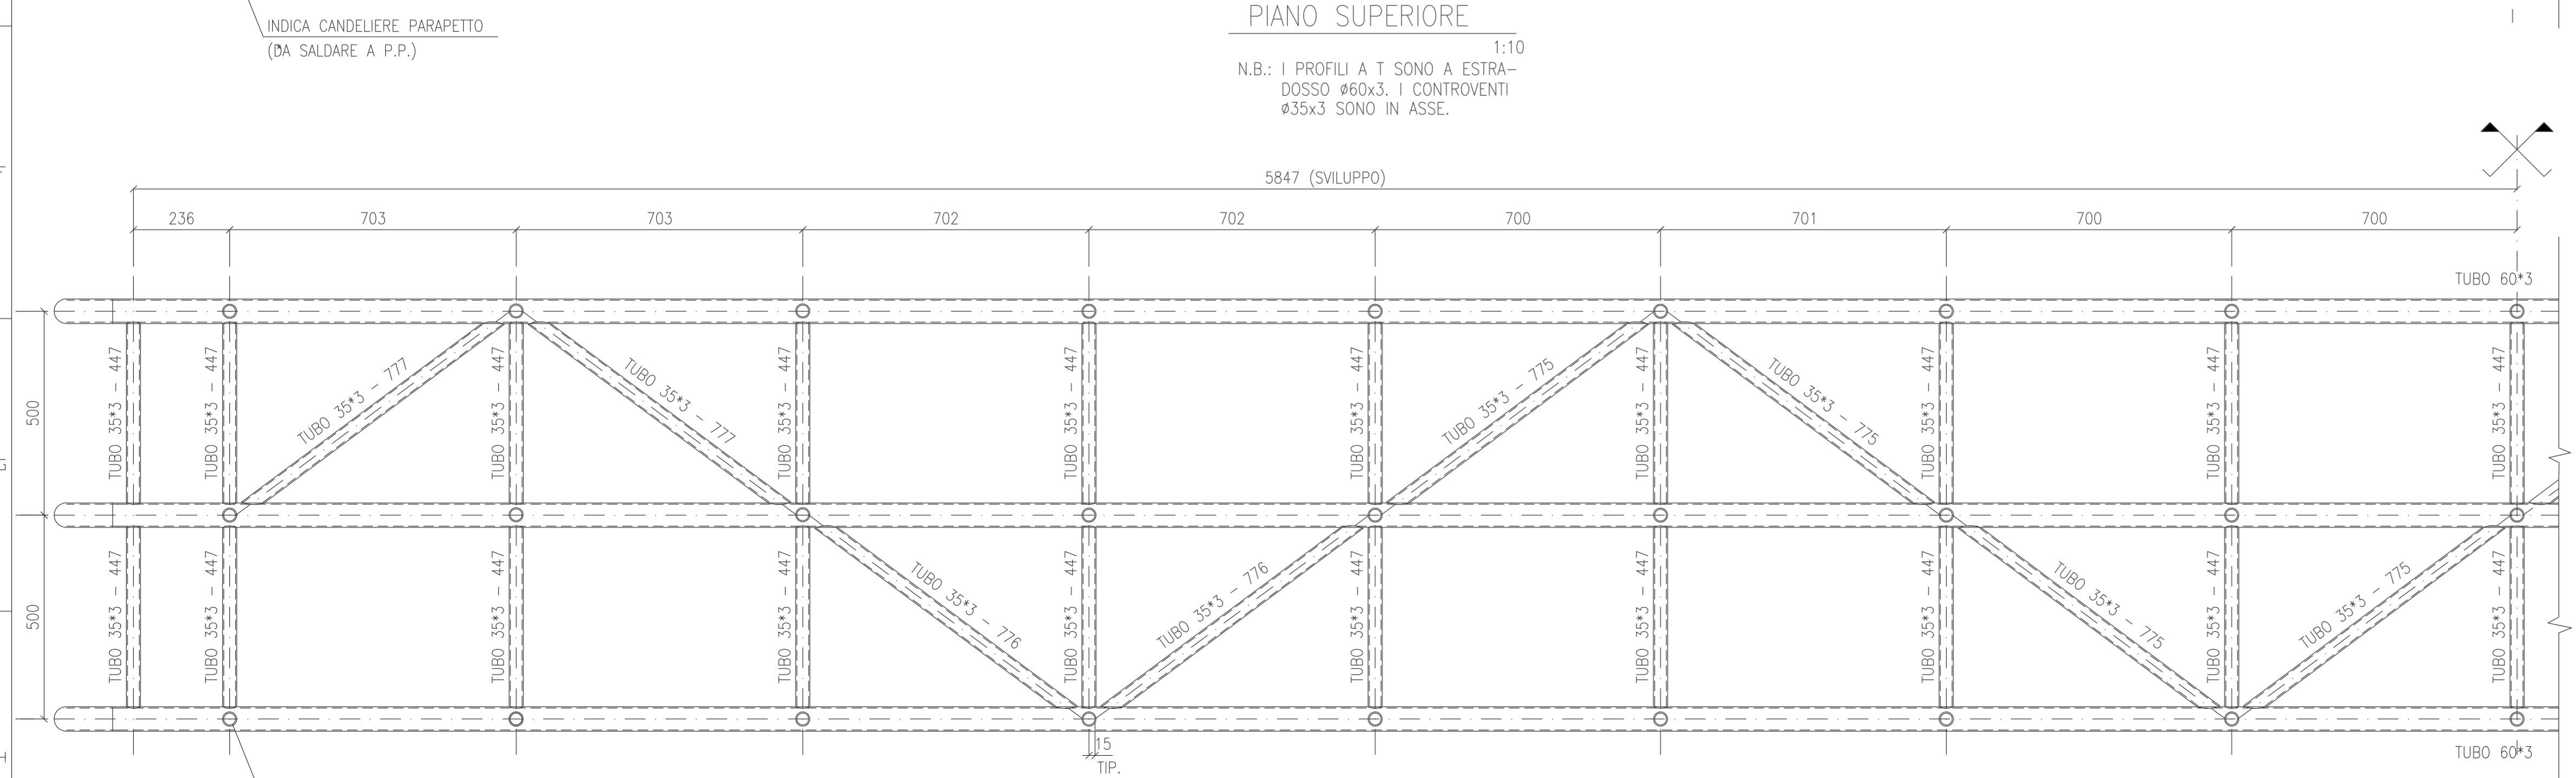 INDICA CANDELIERE PARAPETTO
(DA SALDARE A P.P.)
PIANO SUPERIORE
1:10
N.B.: I PROFILI A T SONO A ESTRA-
DOSSO ø60x3. I CONTROVENTI
ø35x3 SONO IN ASSE.
5847 (SVILUPPO)
236 703 703 702 702 700 701 700 700
TUBO 60*3
500
TUBO 35*3 - 447
TUBO 35*3 - 447
TUBO 35*3 - 777
TUBO 35*3 - 447
TUBO 35*3 - 777
TUBO 35*3 - 447
TUBO 35*3 - 447
TUBO 35*3 - 447
TUBO 35*3 - 775
TUBO 35*3 - 447
TUBO 35*3 - 775
TUBO 35*3 - 447
TUBO 35*3 - 447
TUBO 35*3 - 447
500
TUBO 35*3 - 447
TUBO 35*3 - 447
TUBO 35*3 - 447
TUBO 35*3 - 447
TUBO 35*3 - 776
TUBO 35*3 - 447
TUBO 35*3 - 776
TUBO 35*3 - 447
TUBO 35*3 - 447
TUBO 35*3 - 447
TUBO 35*3 - 775
TUBO 35*3 - 447
TUBO 35*3 - 775
TUBO 35*3 - 447
15
TIP.
TUBO 60*3